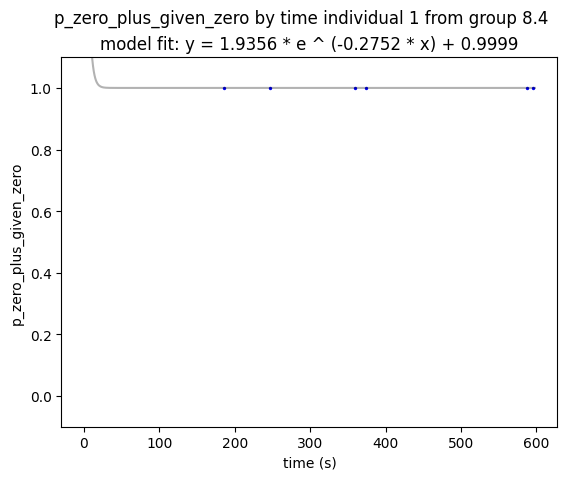 p_zero_plus_given_zero by time individual 1 from group 8.4
model fit: y = 1.9356 * e ^ (-0.2752 * x) + 0.9999
1.0
0.8
0.6
0.4
0.2
0.0
p_zero_plus_given_zero
0 100 200 300 400 500 600
time (s)